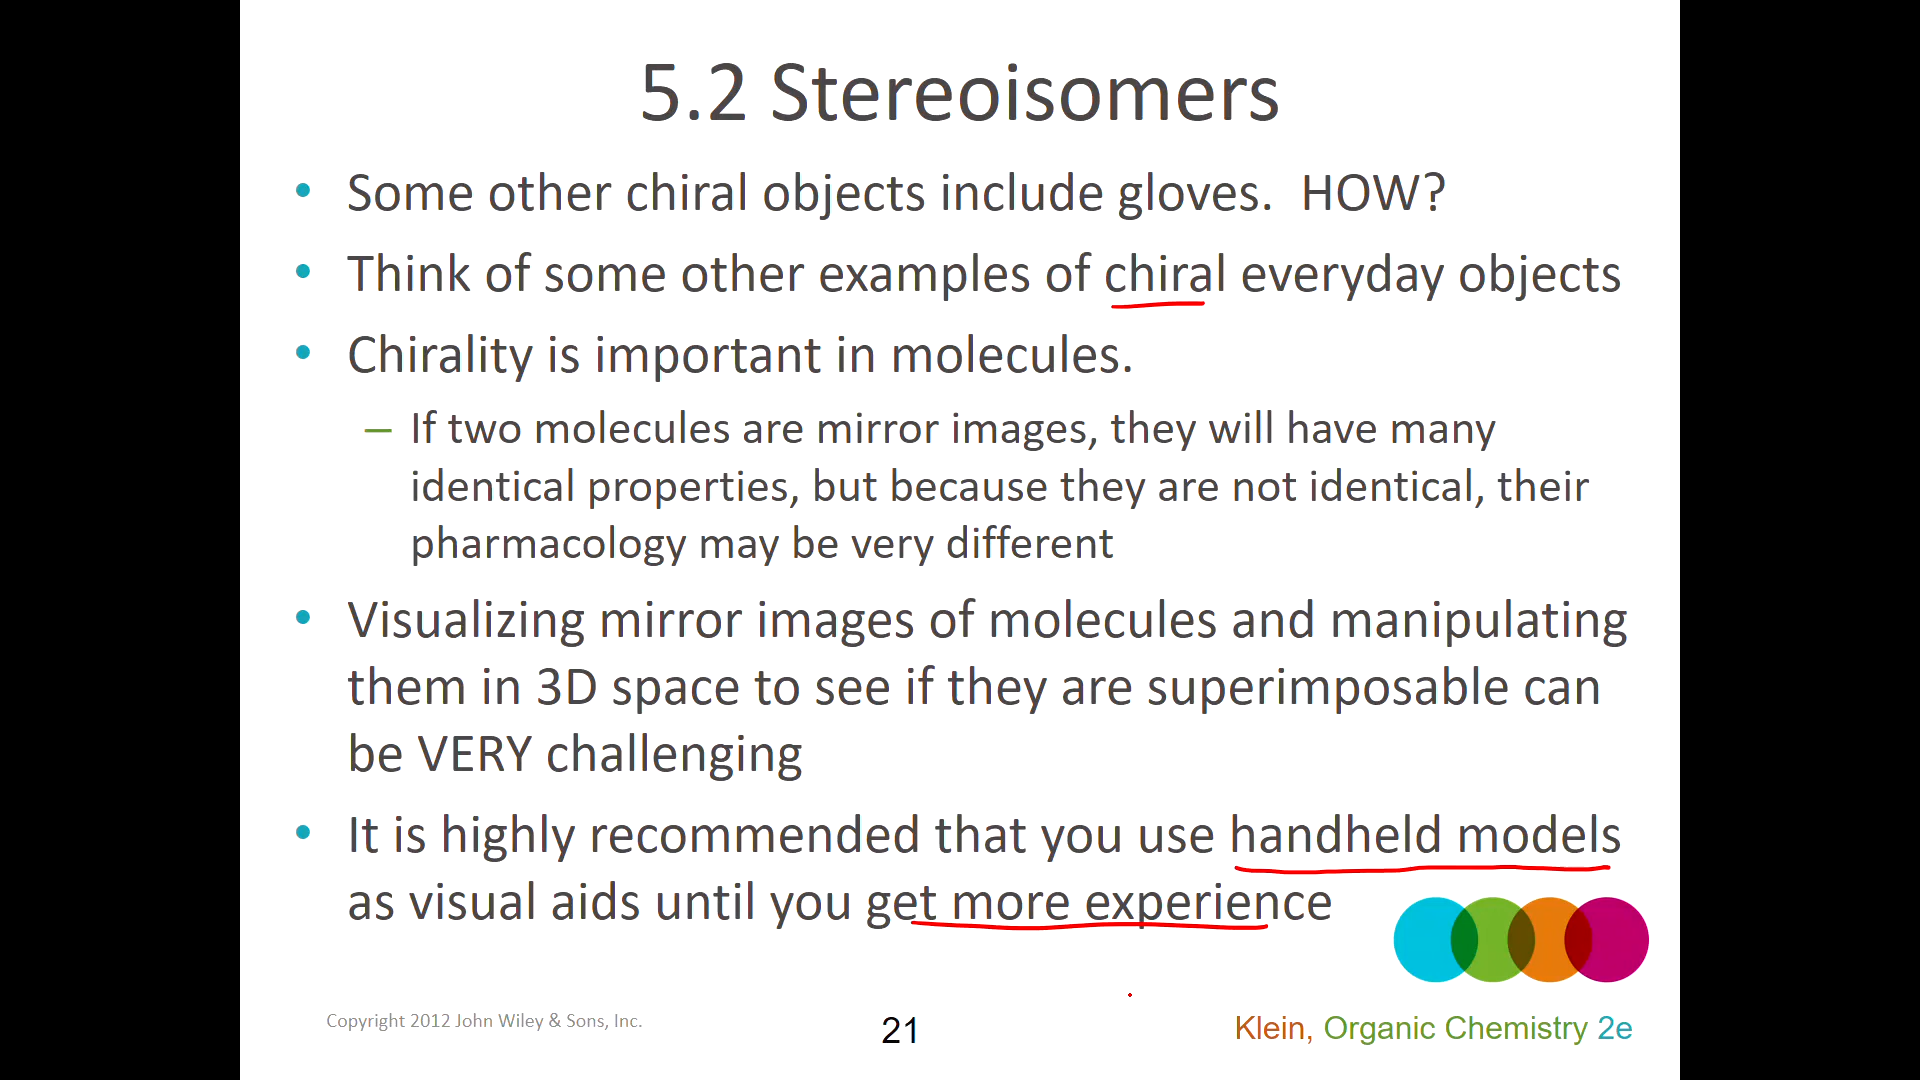 5.2 Stereoisomers
• Some other chiral objects include gloves. HOW?
• Think of some other examples of chiral everyday objects
• Chirality is important in molecules.
– If two molecules are mirror images, they will have many
identical properties, but because they are not identical, their
pharmacology may be very different
• Visualizing mirror images of molecules and manipulating
them in 3D space to see if they are superimposable can
be VERY challenging
• It is highly recommended that you use handheld models
as visual aids until you get more experience
Copyright 2012 John Wiley & Sons, Inc.
21
Klein, Organic Chemistry 2e